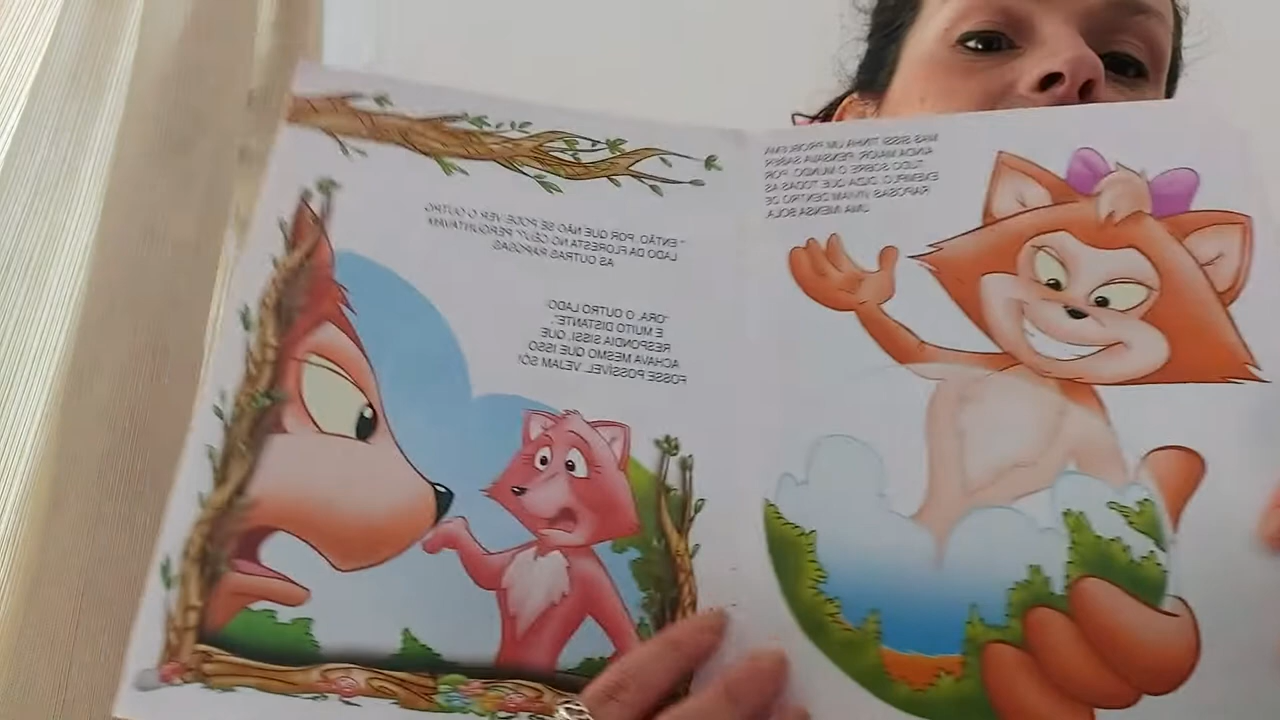 MAS SISSI TINHA UM PROBLEMA
AINDA MAIOR: PENSAVA SABER
TUDO SOBRE O MUNDO. POR
EXEMPLO, DIZIA QUE TODAS AS
RAPOSAS VIVIAM DENTRO DE
UMA IMENSA BOLA.
"ENTÃO, POR QUE NÃO SE PODE VER O OUTRO
LADO DA FLORESTA NO CÉU?", PERGUNTAVAM
AS OUTRAS RAPOSAS.
"ORA, O OUTRO LADO
É MUITO DISTANTE",
RESPONDIA SISSI, QUE
ACHAVA MESMO QUE ISSO
FOSSE POSSÍVEL. VEJAM SÓ!